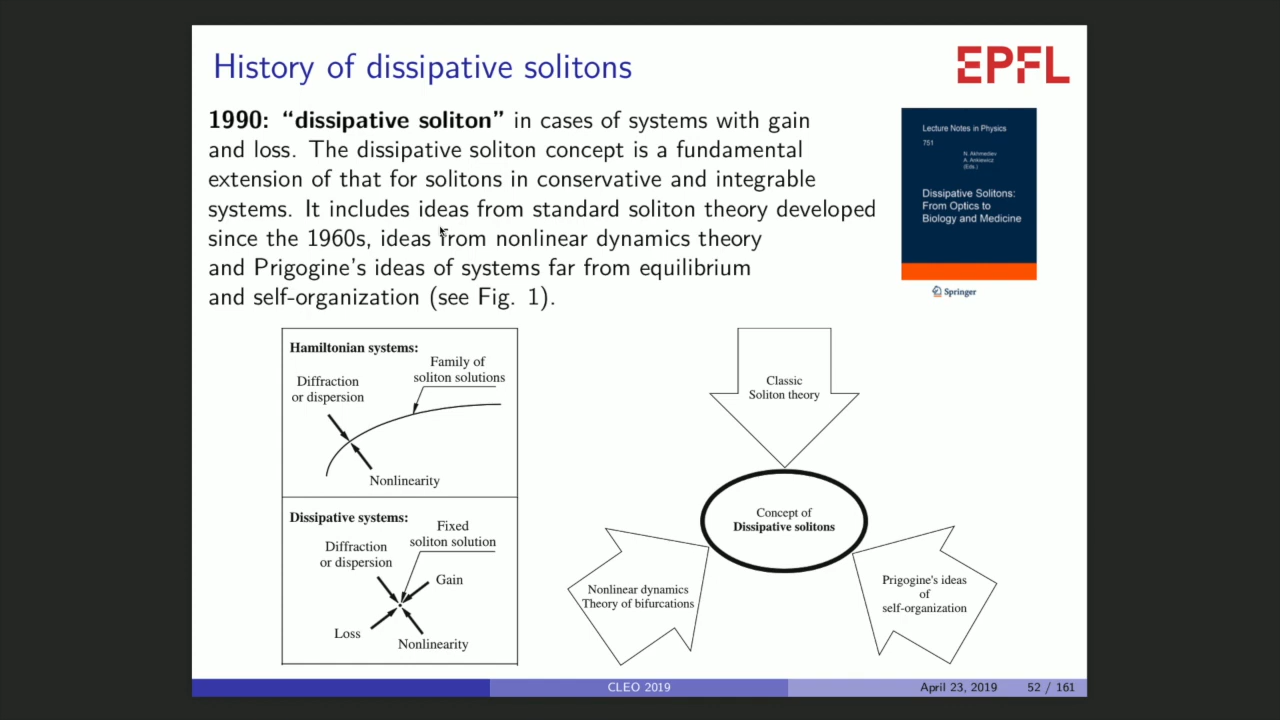 History of dissipative solitons
EPFL
1990: “dissipative soliton” in cases of systems with gain
and loss. The dissipative soliton concept is a fundamental
extension of that for solitons in conservative and integrable
systems. It includes ideas from standard soliton theory developed
since the 1960s, ideas from nonlinear dynamics theory
and Prigogine's ideas of systems far from equilibrium
and self-organization (see Fig. 1).
Lecture Notes in Physics
751
N. Akhmediev
A. Ankiewicz
(Eds.)
Dissipative Solitons:
From Optics to
Biology and Medicine
Springer
Hamiltonian systems:
Family of
soliton solutions
Diffraction
or dispersion
Nonlinearity
Dissipative systems:
Fixed
soliton solution
Diffraction
or dispersion
Gain
Loss
Nonlinearity
Classic
Soliton theory
Concept of
Dissipative solitons
Nonlinear dynamics
Theory of bifurcations
Prigogine's ideas
of
self-organization
CLEO 2019
April 23, 2019
52 / 161